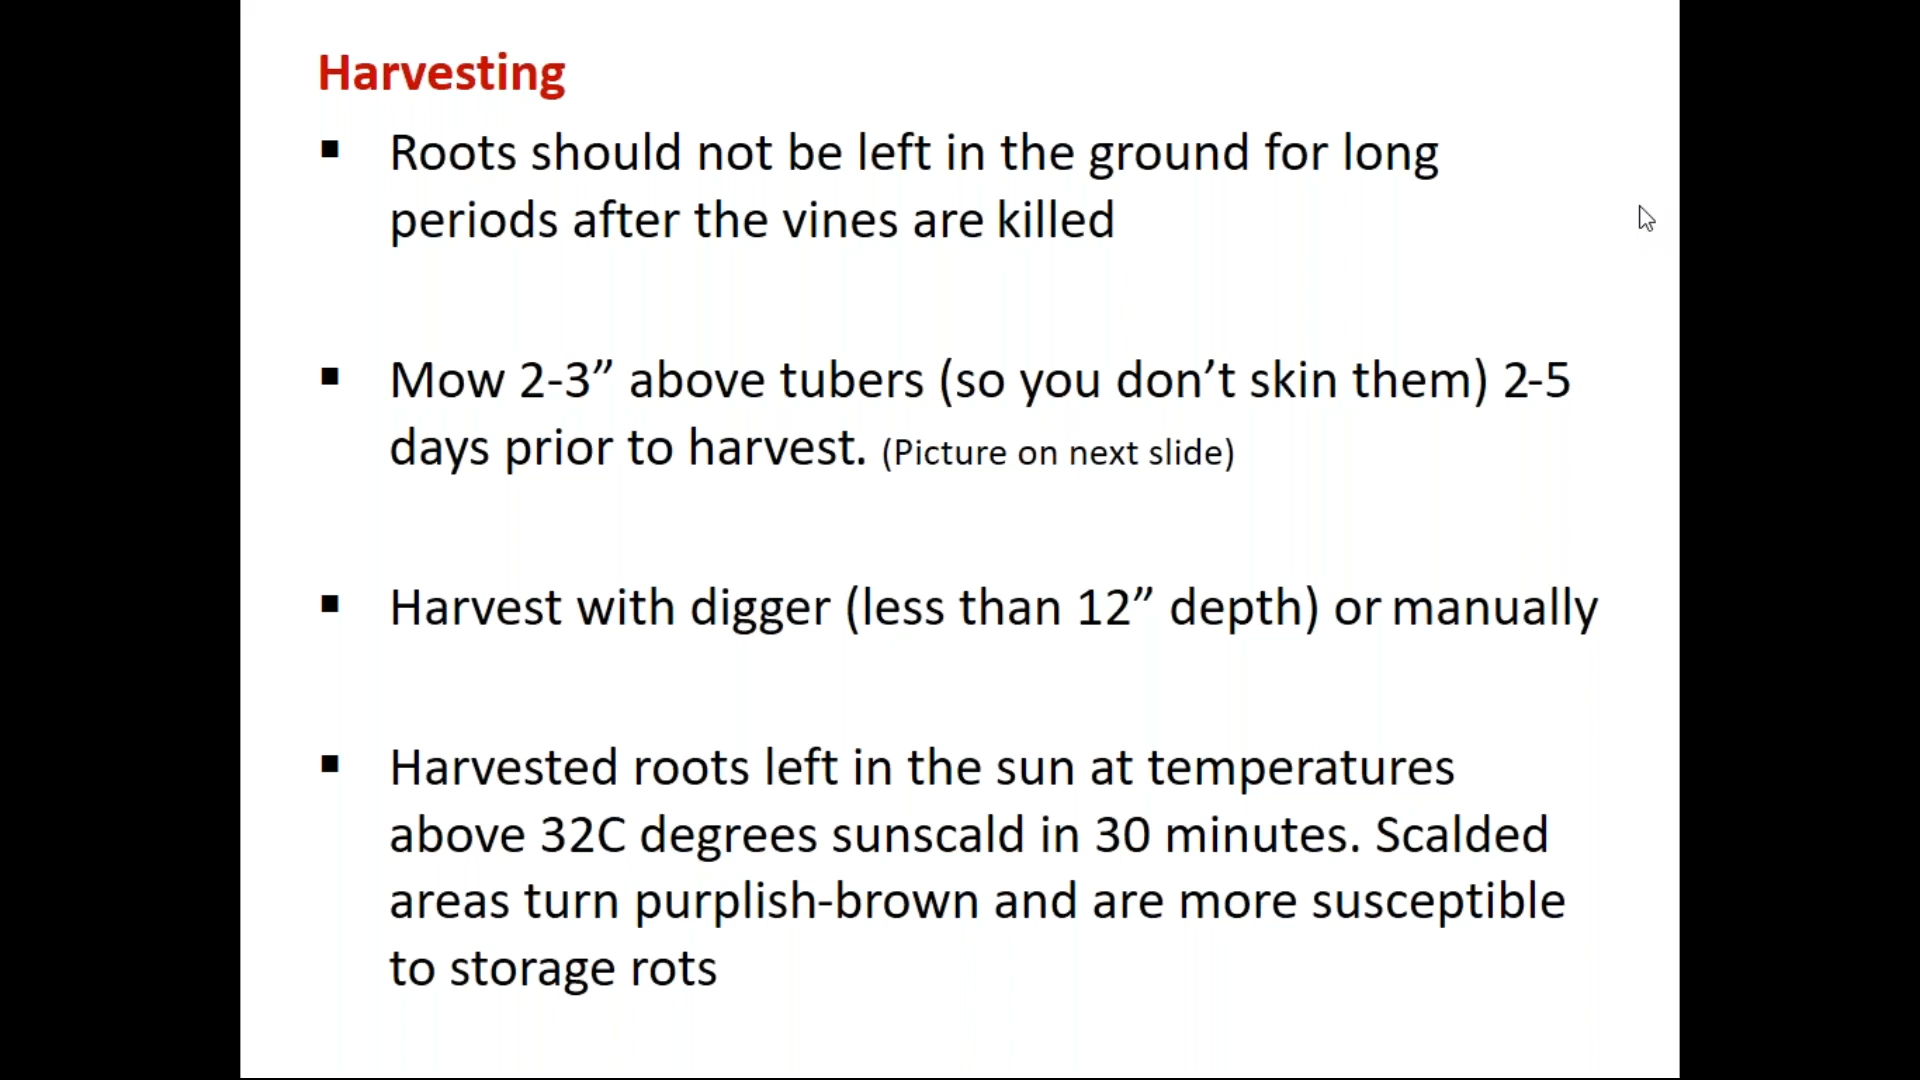 Harvesting
▪ Roots should not be left in the ground for long
periods after the vines are killed
▪ Mow 2-3” above tubers (so you don’t skin them) 2-5
days prior to harvest. (Picture on next slide)
▪ Harvest with digger (less than 12” depth) or manually
▪ Harvested roots left in the sun at temperatures
above 32C degrees sunscald in 30 minutes. Scalded
areas turn purplish-brown and are more susceptible
to storage rots